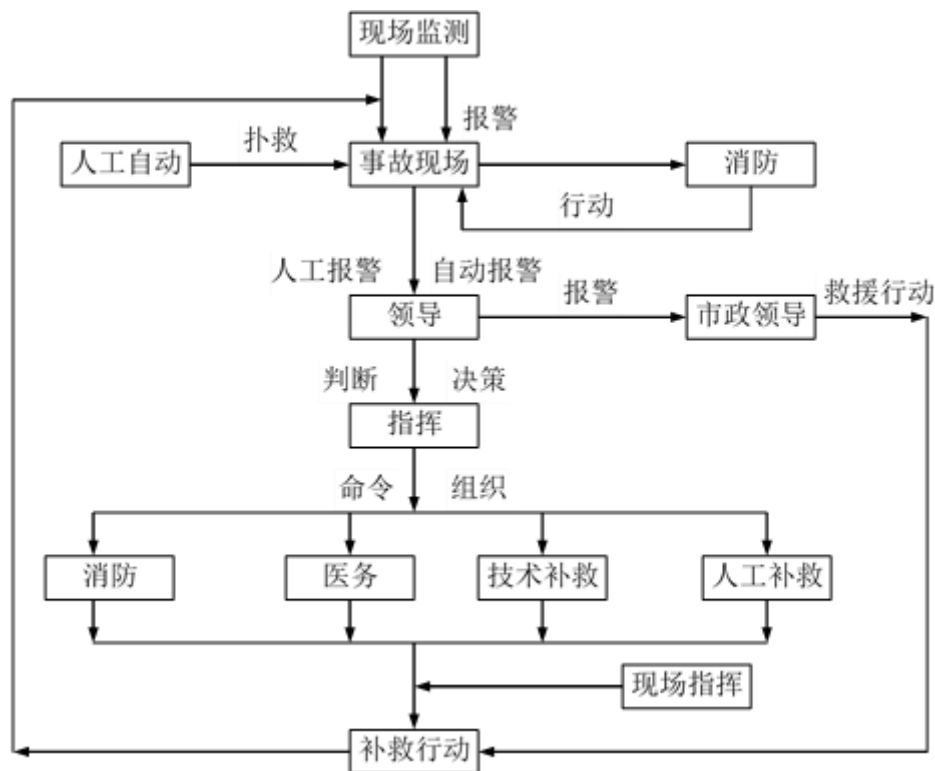 现场监测
报警
扑救
人工自动
事故现场
消防
行动
人工报警
自动报警
报警
救援行动
领导
市政领导
判断
决策
指挥
命令
组织
消防
医务
技术补救
人工补救
现场指挥
补救行动